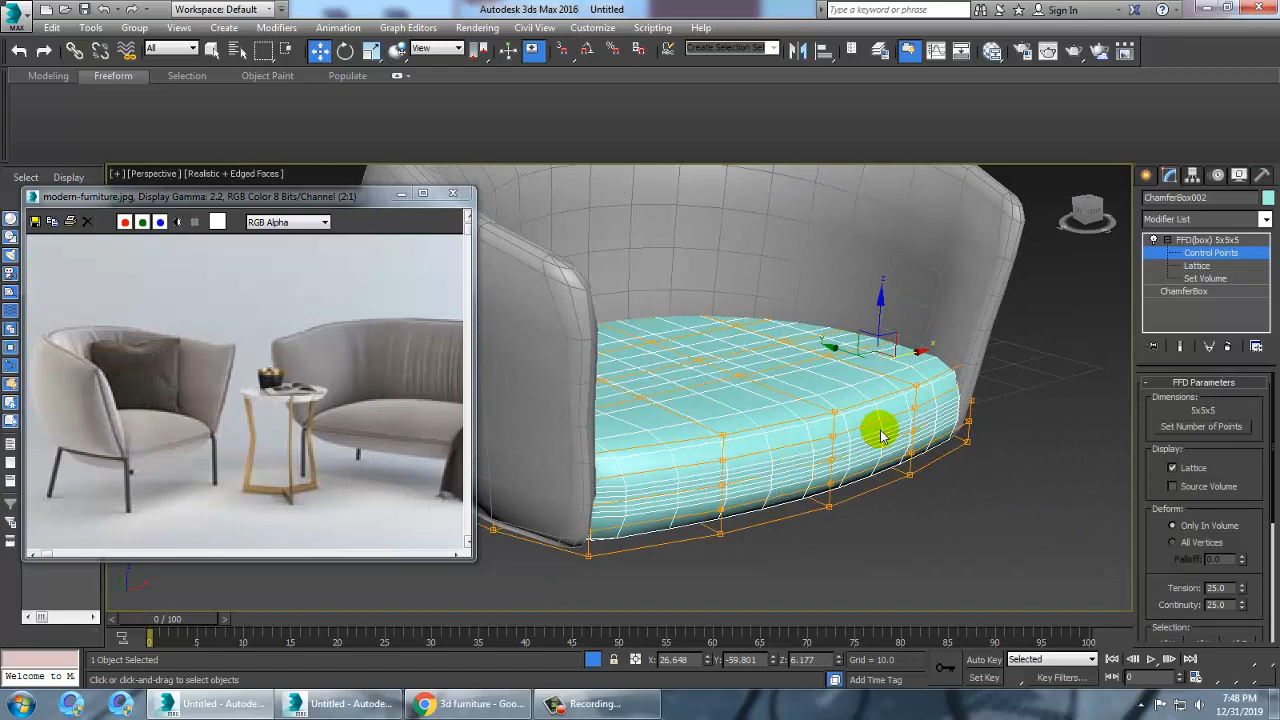 Workspace: Default
Autodesk 3ds Max 2016 Untitled
Type a keyword or phrase
Sign In
MAX
Edit Tools Group Views Create Modifiers Animation Graph Editors Rendering Civil View Customize Scripting Help
All
View
Create Selection Set
Modeling Freeform Selection Object Paint Populate
Select Display
[+] [Perspective] [Realistic + Edged Faces]
modern-furniture.jpg, Display Gamma: 2.2, RGB Color 8 Bits/Channel (2:1)
RGB Alpha
ChamferBox002
Modifier List
FFD(box) 5x5x5
Control Points
Lattice
Set Volume
ChamferBox
FFD Parameters
Dimensions:
5x5x5
Set Number of Points
Display:
Lattice
Source Volume
Deform:
Only In Volume
All Vertices
Falloff: 0.0
Tension: 25.0
Continuity: 25.0
Selection:
z
x
z
0 / 100
0 5 10 15 20 25 30 35 40 45 50 55 60 65 70 75 80 85 90 95 100
1 Object Selected
X: 26.648 Y: -59.801 Z: 6.177 Grid = 10.0
Auto Key Selected
Welcome to M
Click or click-and-drag to select objects
Add Time Tag
Set Key Key Filters... 0
Untitled - Autode... Untitled - Autode... 3d furniture - Goo... Recording...
7:48 PM
12/31/2019